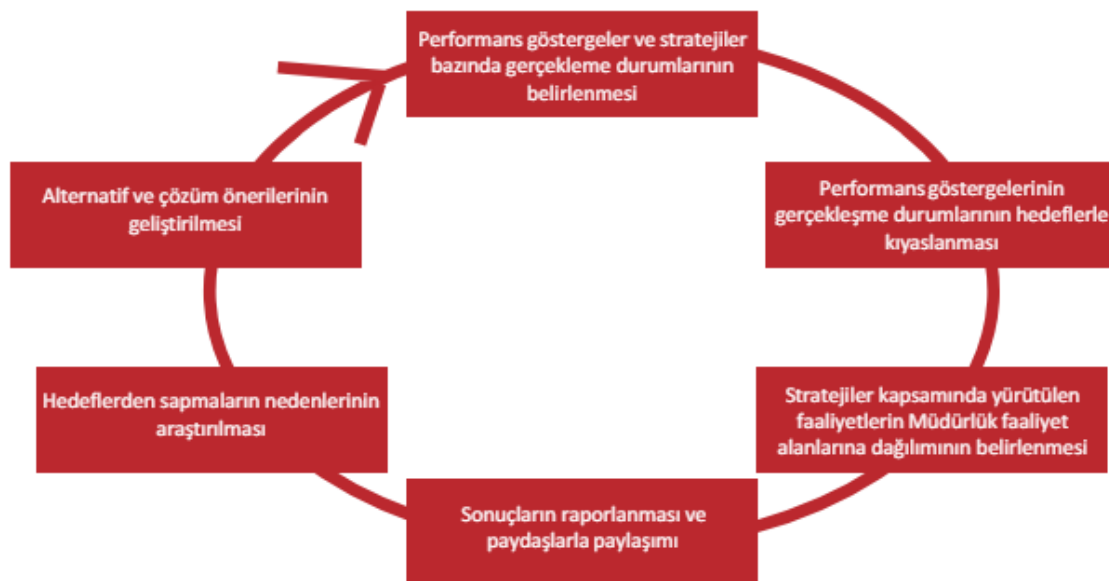 Performans göstergeler ve stratejiler
bazında gerçekleme durumlarının
belirlenmesi
Performans göstergelerinin
gerçekleşme durumlarının hedeflerle
kıyaslanması
Stratejiler kapsamında yürütülen
faaliyetlerin Müdürlük faaliyet
alanlarına dağılımının belirlenmesi
Sonuçların raporlanması ve
paydaşlarla paylaşımı
Hedeflerden sapmaların nedenlerinin
araştırılması
Alternatif ve çözüm önerilerinin
geliştirilmesi